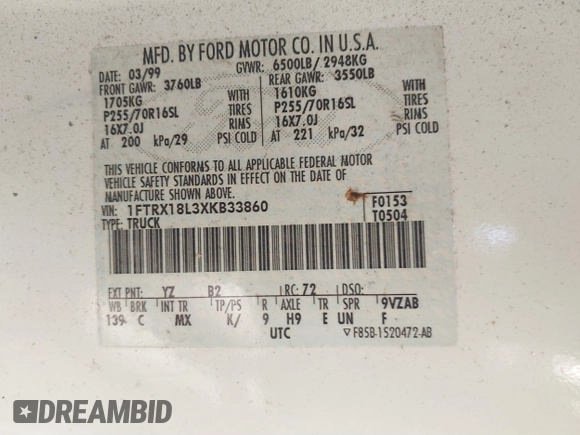 MFD. BY FORD MOTOR CO. IN U.S.A.
DATE: 03/99 GVWR: 6500LB/ 2948KG
FRONT GAWR: 3760LB REAR GAWR: 3550LB
1705KG WITH 1610KG WITH
P255/70R16SL TIRES P255/70R16SL TIRES
16X7.0J RIMS 16X7.0J RIMS
AT 200 kPa/29 PSI COLD AT 221 kPa/32 PSI COLD
THIS VEHICLE CONFORMS TO ALL APPLICABLE FEDERAL MOTOR
VEHICLE SAFETY STANDARDS IN EFFECT ON THE DATE OF
MANUFACTURE SHOWN ABOVE.
VIN: 1FTRX18L3XKB33860 F0153
TYPE: TRUCK T0504
EXT PNT: YZ B2 RC: 72 DSO:
WB BRK INT TR TP/PS R AXLE TR SPR 9VZAB
139 C MX K/ 9 H9 E UN F
UTC ▽ F85B-1520472-AB
DREAMBID